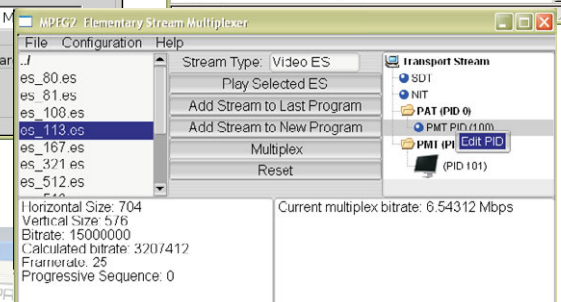 MPEG2 Elementary Stream Multiplexer
File Configuration Help
../
es_80.es
es_81.es
es_108.es
es_113.es
es_167.es
es_321.es
es_512.es
Stream Type: Video ES
Play Selected ES
Add Stream to Last Program
Add Stream to New Program
Multiplex
Reset
Transport Stream
SDT
NIT
PAT (PID 0)
PMT PID (100)
Edit PID
PMT (PI
(PID 101)
Horizontal Size: 704
Vertical Size: 576
Bitrate: 15000000
Calculated bitrate: 3207412
Framerate: 25
Progressive Sequence: 0
Current multiplex bitrate: 6.54312 Mbps